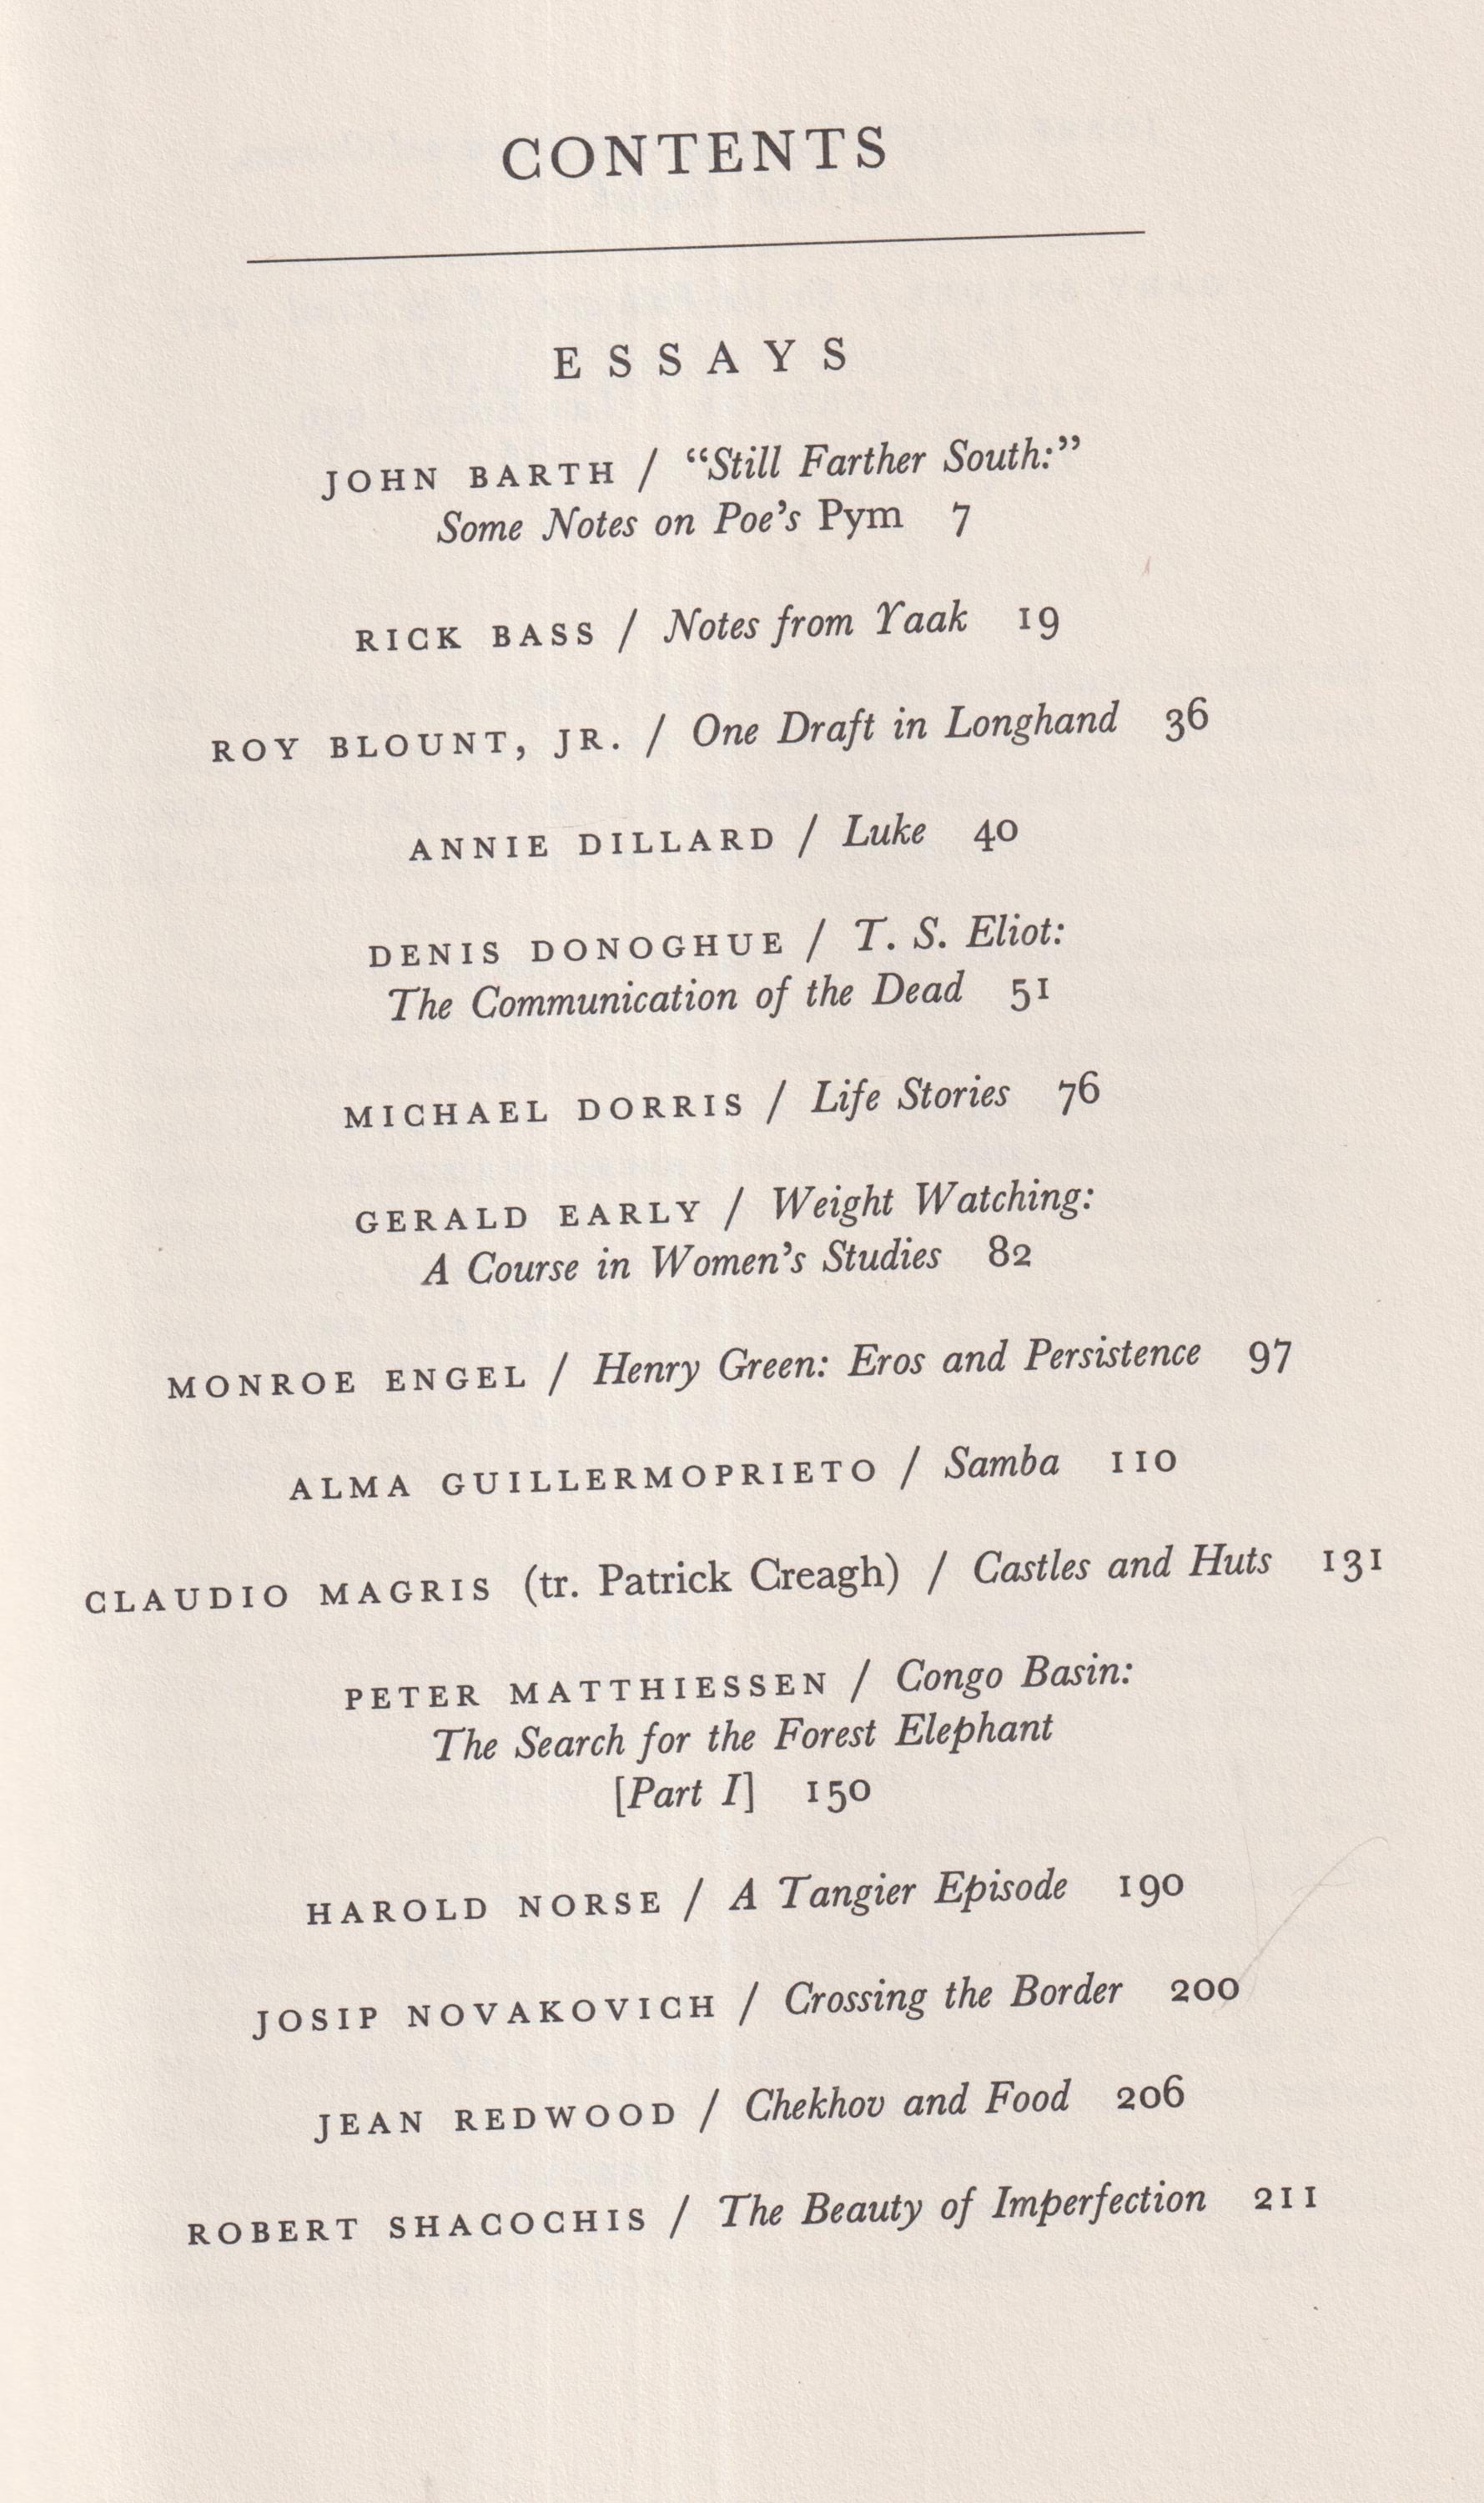 CONTENTS
ESSAYS
JOHN BARTH / “Still Farther South:”
Some Notes on Poe’s Pym 7
RICK BASS / Notes from Yaak 19
ROY BLOUNT, JR. / One Draft in Longhand 36
ANNIE DILLARD / Luke 40
DENIS DONOGHUE / T. S. Eliot:
The Communication of the Dead 51
MICHAEL DORRIS / Life Stories 76
GERALD EARLY / Weight Watching:
A Course in Women’s Studies 82
MONROE ENGEL / Henry Green: Eros and Persistence 97
ALMA GUILLERMOPRIETO / Samba 110
CLAUDIO MAGRIS (tr. Patrick Creagh) / Castles and Huts 131
PETER MATTHIESSEN / Congo Basin:
The Search for the Forest Elephant
[Part I] 150
HAROLD NORSE / A Tangier Episode 190
JOSIP NOVAKOVICH / Crossing the Border 200
JEAN REDWOOD / Chekhov and Food 206
ROBERT SHACOCHIS / The Beauty of Imperfection 211